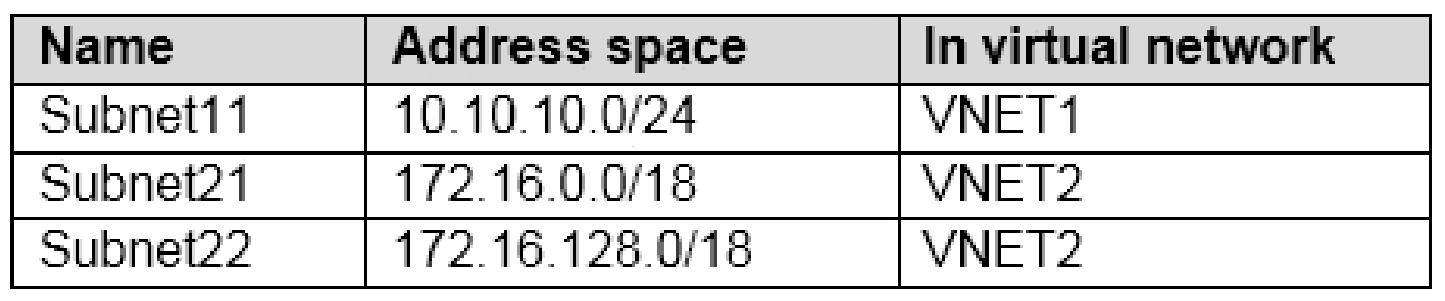 Name Address space In virtual network
Subnet11 10.10.10.0/24 VNET1
Subnet21 172.16.0.0/18 VNET2
Subnet22 172.16.128.0/18 VNET2